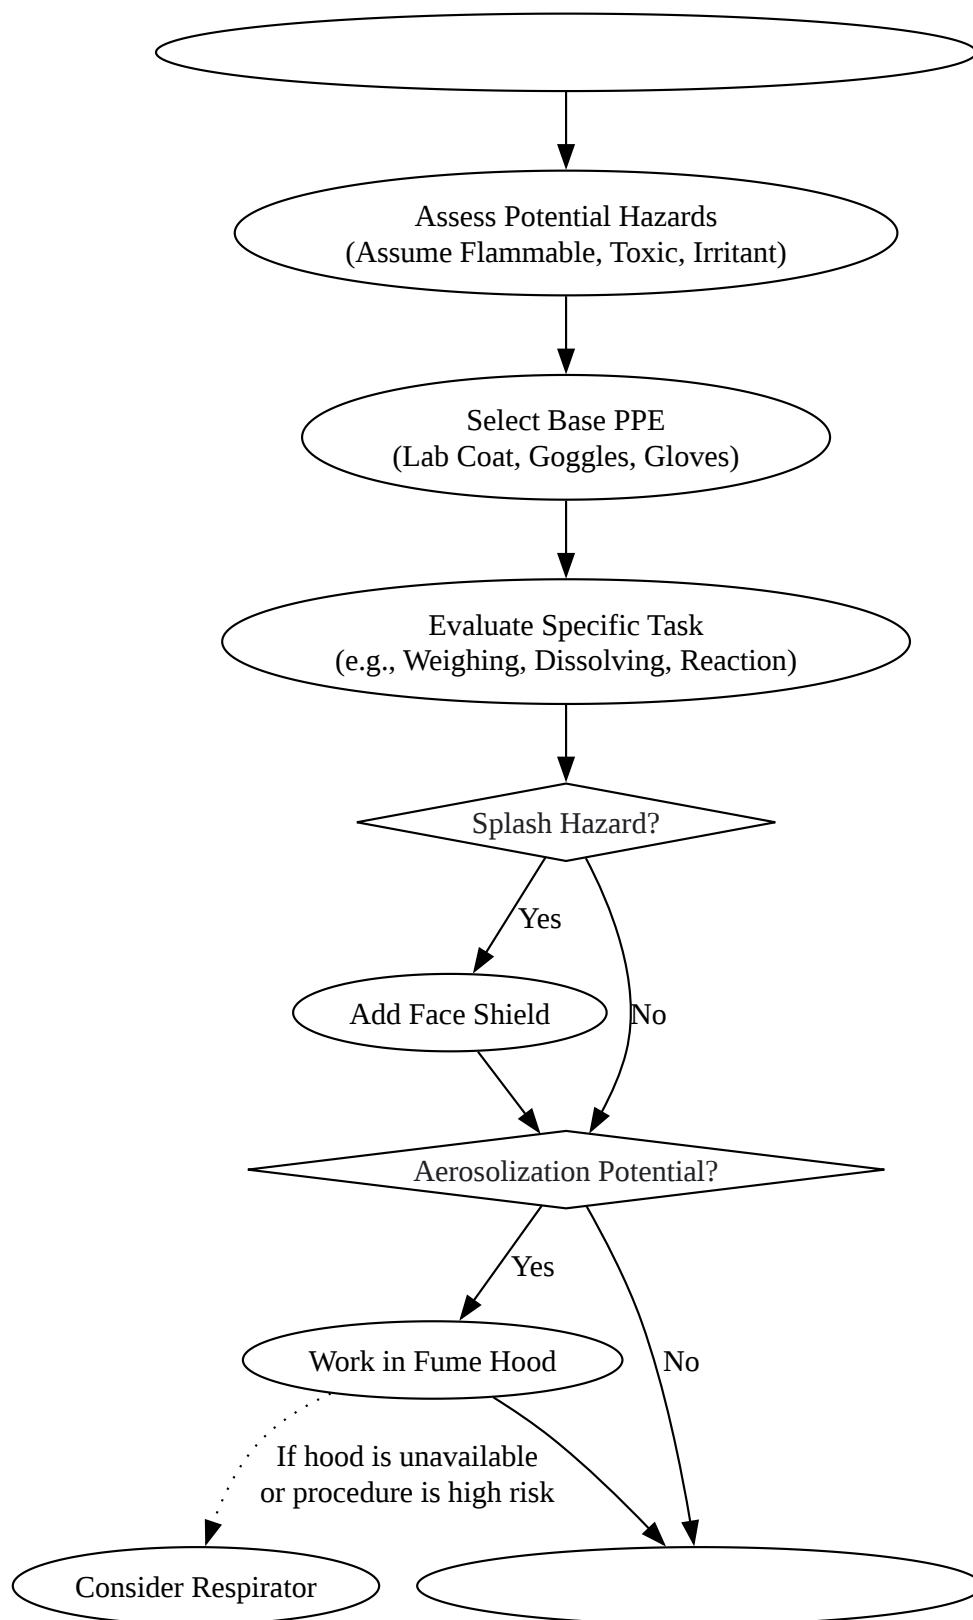 Assess Potential Hazards
(Assume Flammable, Toxic, Irritant)
Select Base PPE
(Lab Coat, Goggles, Gloves)
Evaluate Specific Task
(e.g., Weighing, Dissolving, Reaction)
Splash Hazard?
Yes
Add Face Shield
No
Aerosolization Potential?
Yes
Work in Fume Hood
No
If hood is unavailable
or procedure is high risk
Consider Respirator